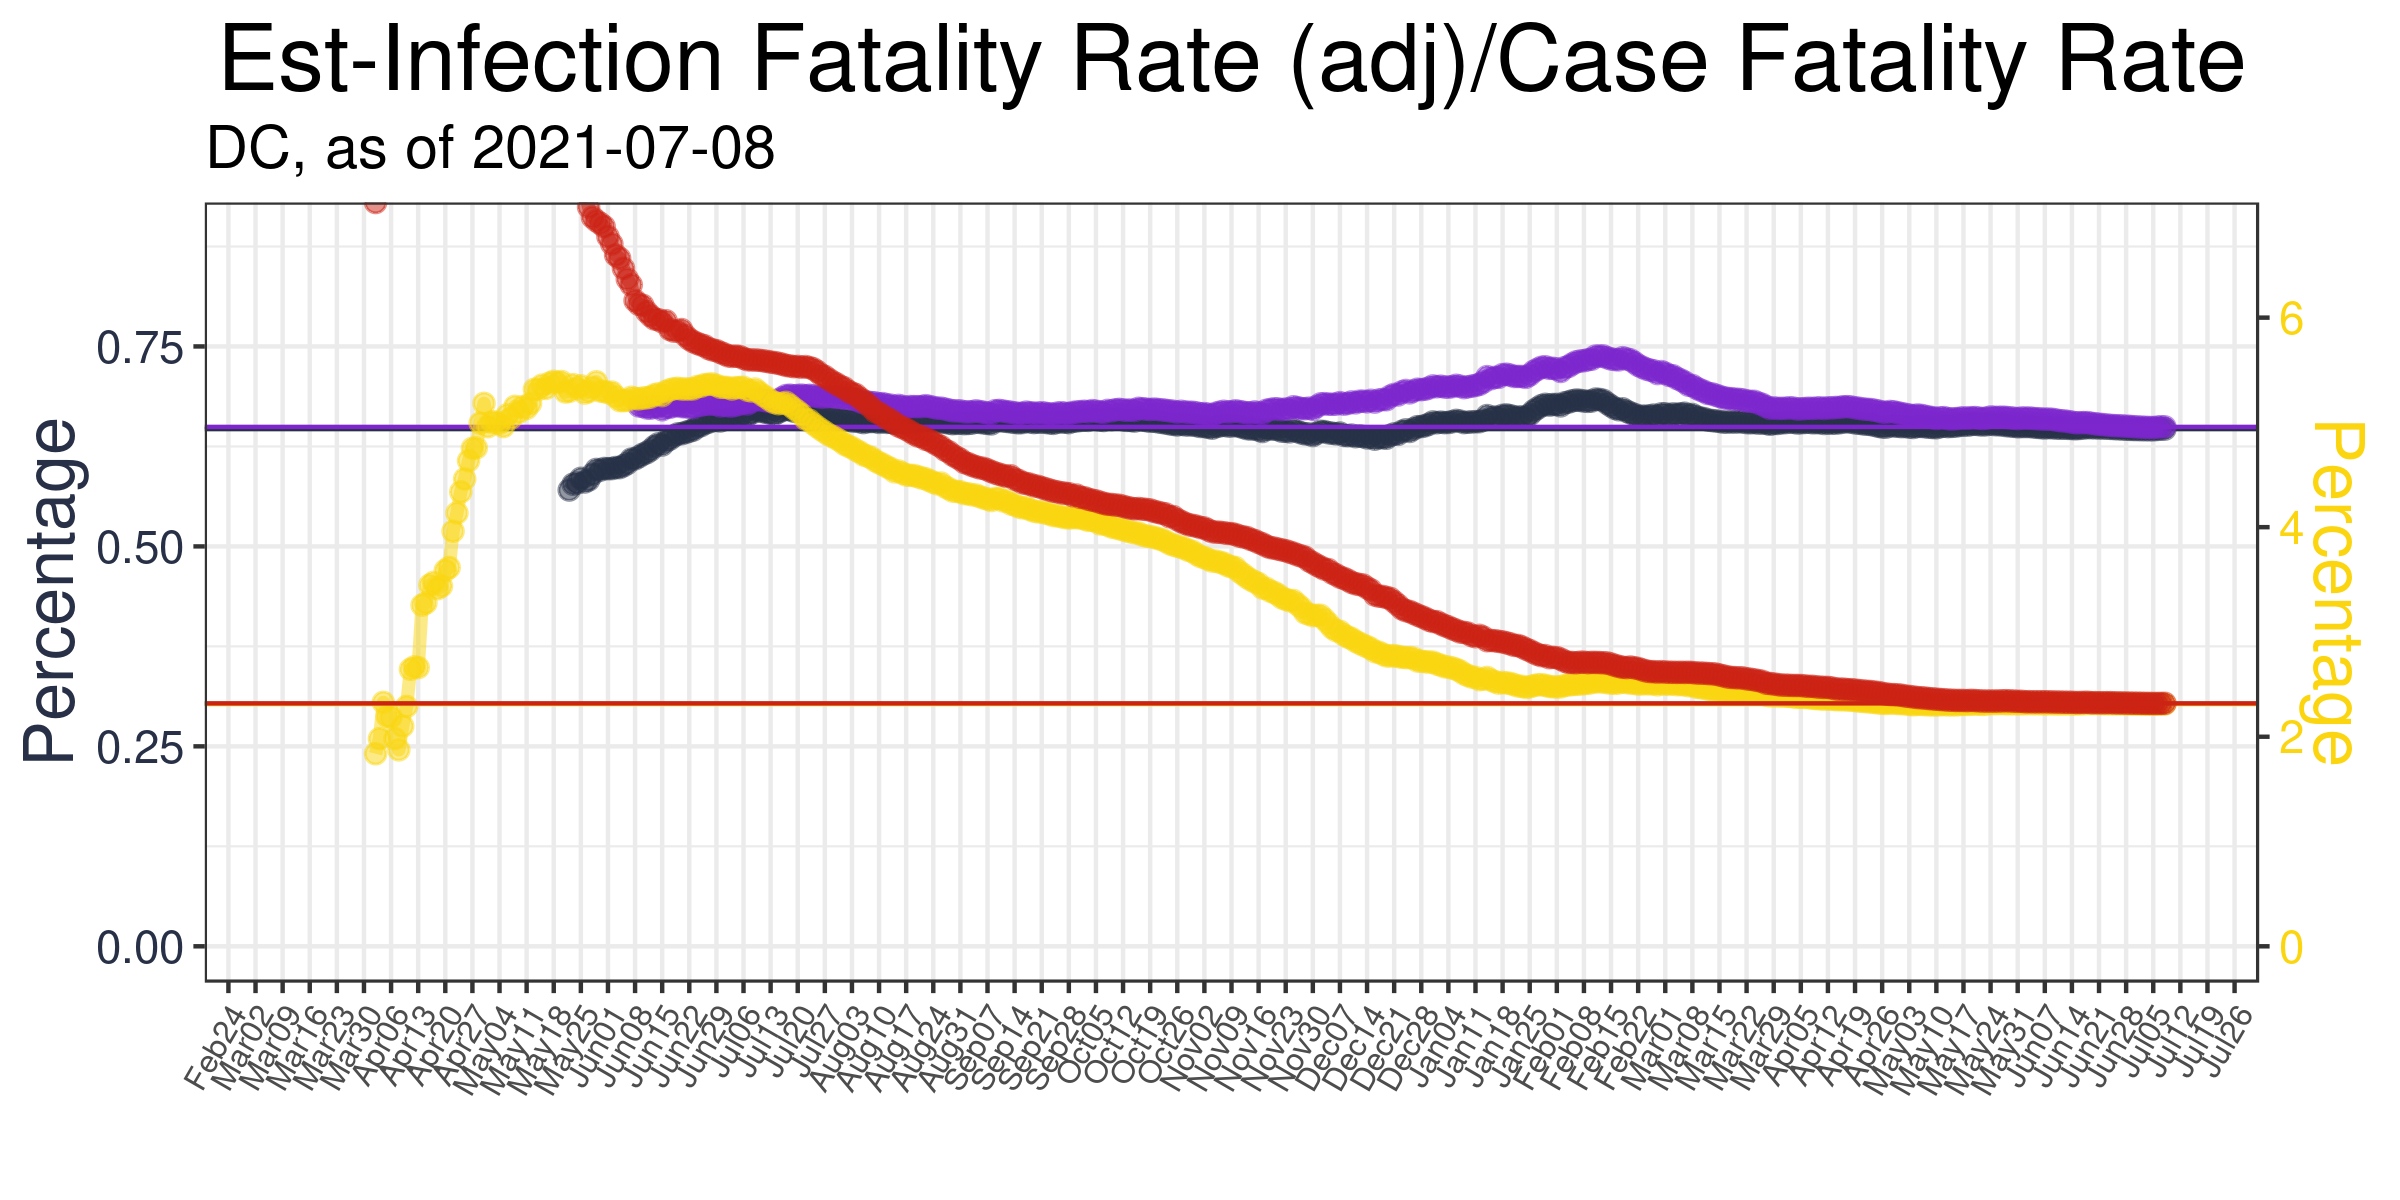 Est-Infection Fatality Rate (adj)/Case Fatality Rate
DC, as of 2021-07-08
Percentage
0.75
0.50
0.25
0.00
6
4
2
0
Percentage
Feb24
Mar02
Mar09
Mar16
Mar23
Mar30
Apr06
Apr13
Apr20
Apr27
May04
May11
May18
May25
Jun01
Jun08
Jun15
Jun22
Jun29
Jul06
Jul13
Jul20
Jul27
Aug03
Aug10
Aug17
Aug24
Aug31
Sep07
Sep14
Sep21
Sep28
Oct05
Oct12
Oct19
Oct26
Nov02
Nov09
Nov16
Nov23
Nov30
Dec07
Dec14
Dec21
Dec28
Jan04
Jan11
Jan18
Jan25
Feb01
Feb08
Feb15
Feb22
Mar01
Mar08
Mar15
Mar22
Mar29
Apr05
Apr12
Apr19
Apr26
May03
May10
May17
May24
May31
Jun07
Jun14
Jun21
Jun28
Jul05
Jul12
Jul19
Jul26